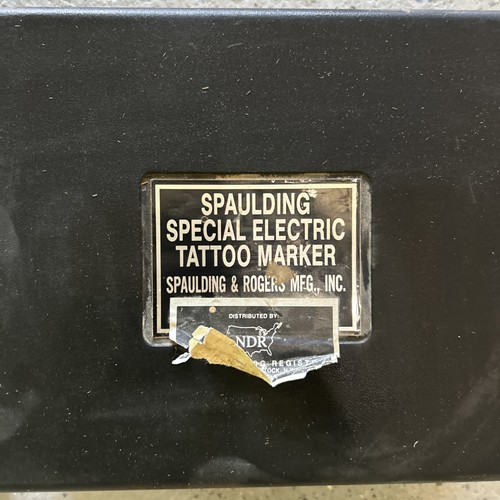 SPAULDING
SPECIAL ELECTRIC
TATTOO MARKER
SPAULDING & ROGERS MFG., INC.
DISTRIBUTED BY:
NDR